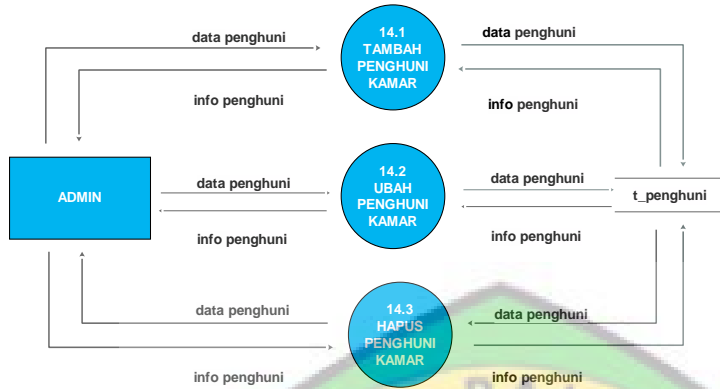 14.1
TAMBAH
PENGHUNI
KAMAR
data penghuni
data penghuni
info penghuni
info penghuni
ADMIN
14.2
UBAH
PENGHUNI
KAMAR
data penghuni
data penghuni
t_penghuni
info penghuni
info penghuni
14.3
HAPUS
PENGHUNI
KAMAR
data penghuni
data penghuni
info penghuni
info penghuni